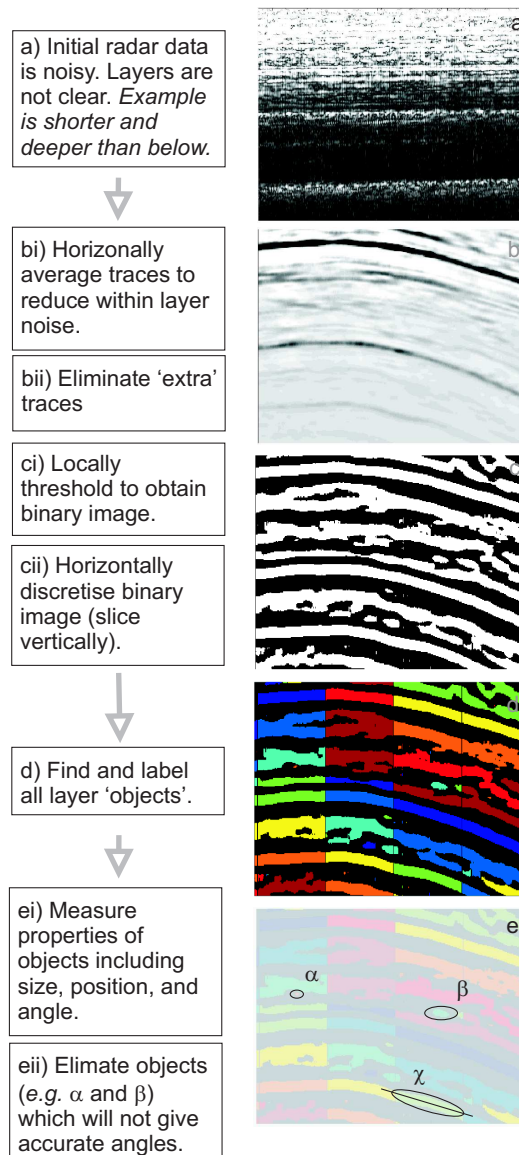 a) Initial radar data
is noisy. Layers are
not clear. Example
is shorter and
deeper than below.
a
bi) Horizonally
average traces to
reduce within layer
noise.
b
bii) Eliminate ‘extra’
traces
ci) Locally
threshold to obtain
binary image.
c
cii) Horizontally
discretise binary
image (slice
vertically).
d) Find and label
all layer ‘objects’.
d
ei) Measure
properties of
objects including
size, position, and
angle.
e
α
β
χ
eii) Elimate objects
(e.g. α and β)
which will not give
accurate angles.